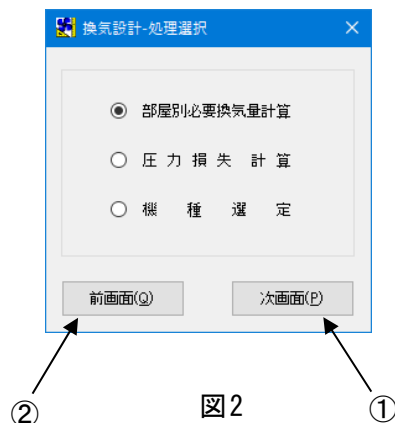 換気設計-処理選択
部屋別必要換気量計算
圧力損失 計算
機種選定
前画面(Q)
次画面(P)
② 図2 ①